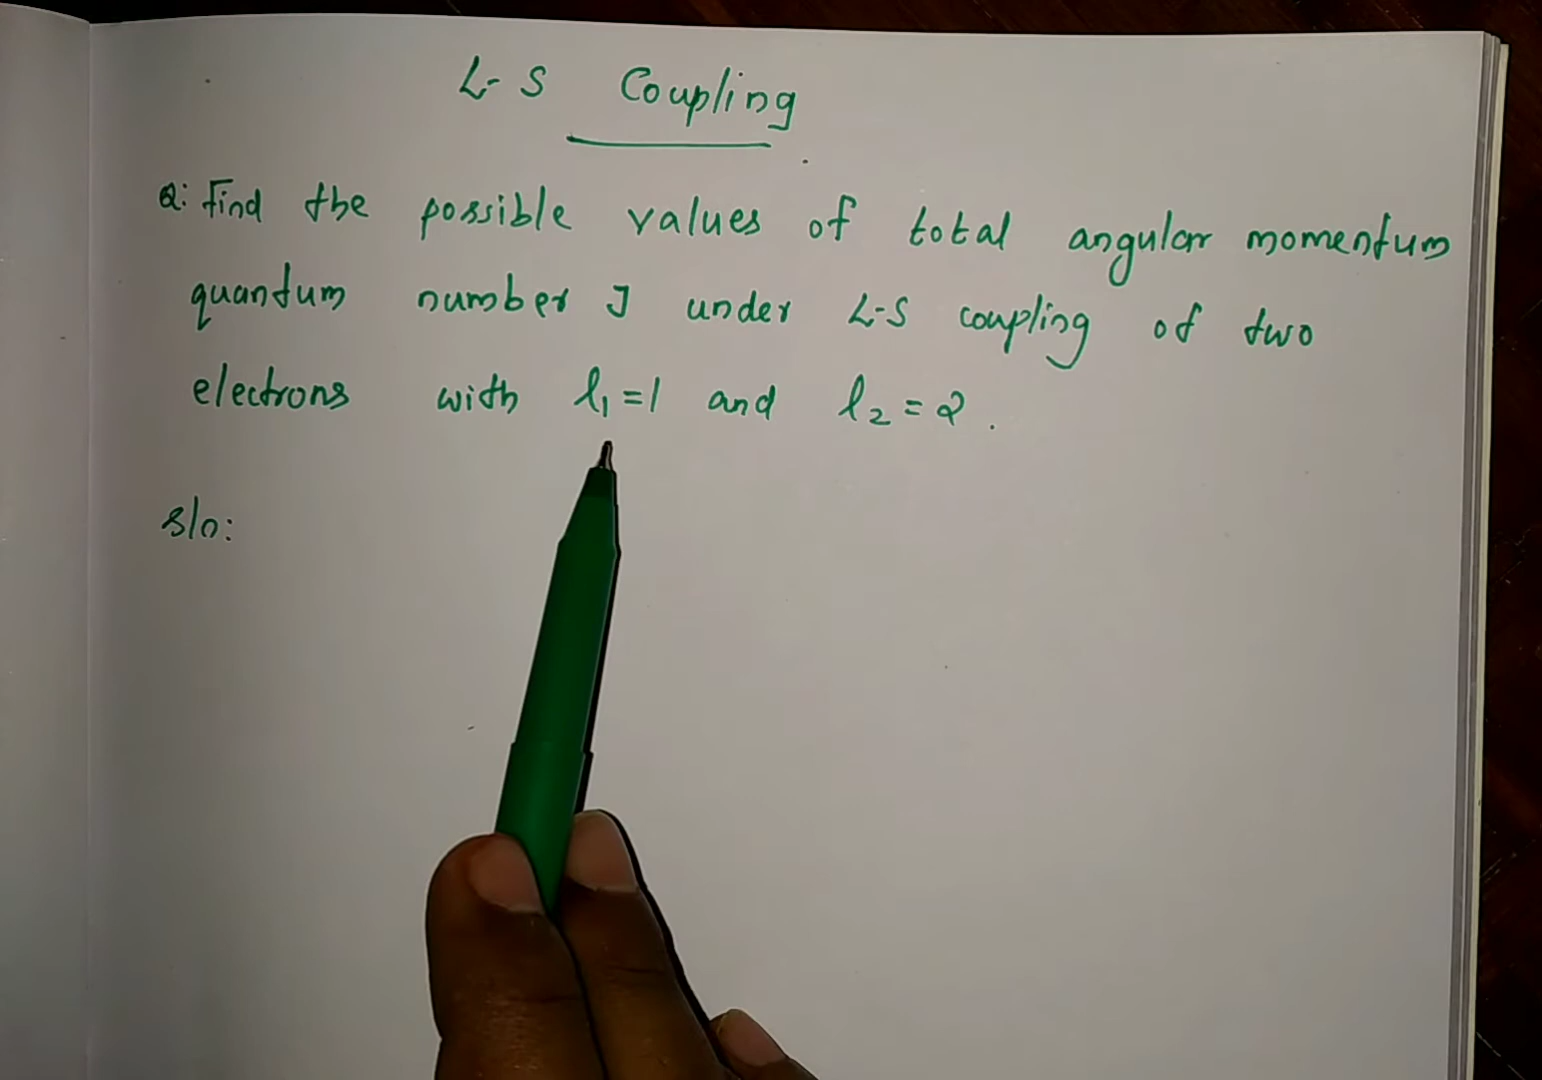 L-S Coupling
Q: Find the possible values of total angular momentum
quantum number J under L-S coupling of two
electrons with l₁=1 and l₂=2.
Sln: